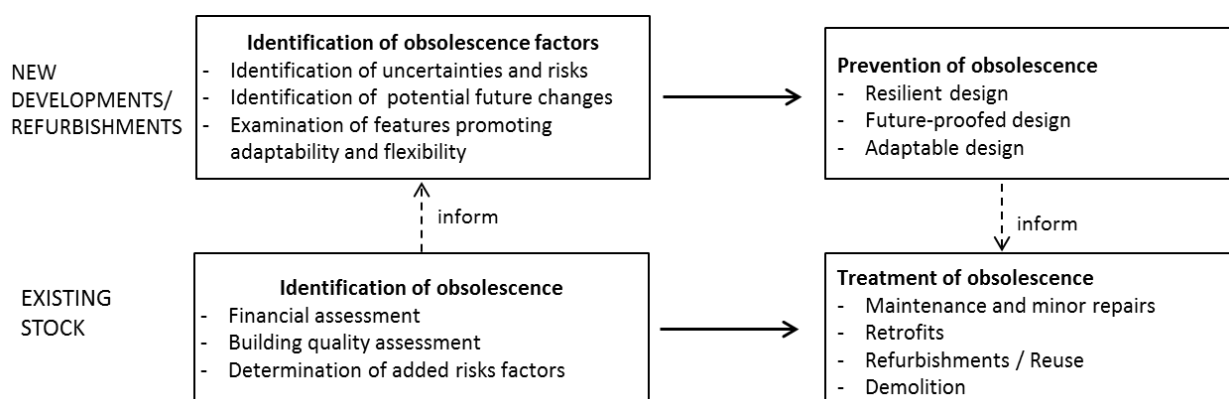 NEW
DEVELOPMENTS/
REFURBISHMENTS
Identification of obsolescence factors
- Identification of uncertainties and risks
- Identification of potential future changes
- Examination of features promoting
adaptability and flexibility
Prevention of obsolescence
- Resilient design
- Future-proofed design
- Adaptable design
inform
inform
EXISTING
STOCK
Identification of obsolescence
- Financial assessment
- Building quality assessment
- Determination of added risks factors
Treatment of obsolescence
- Maintenance and minor repairs
- Retrofits
- Refurbishments / Reuse
- Demolition